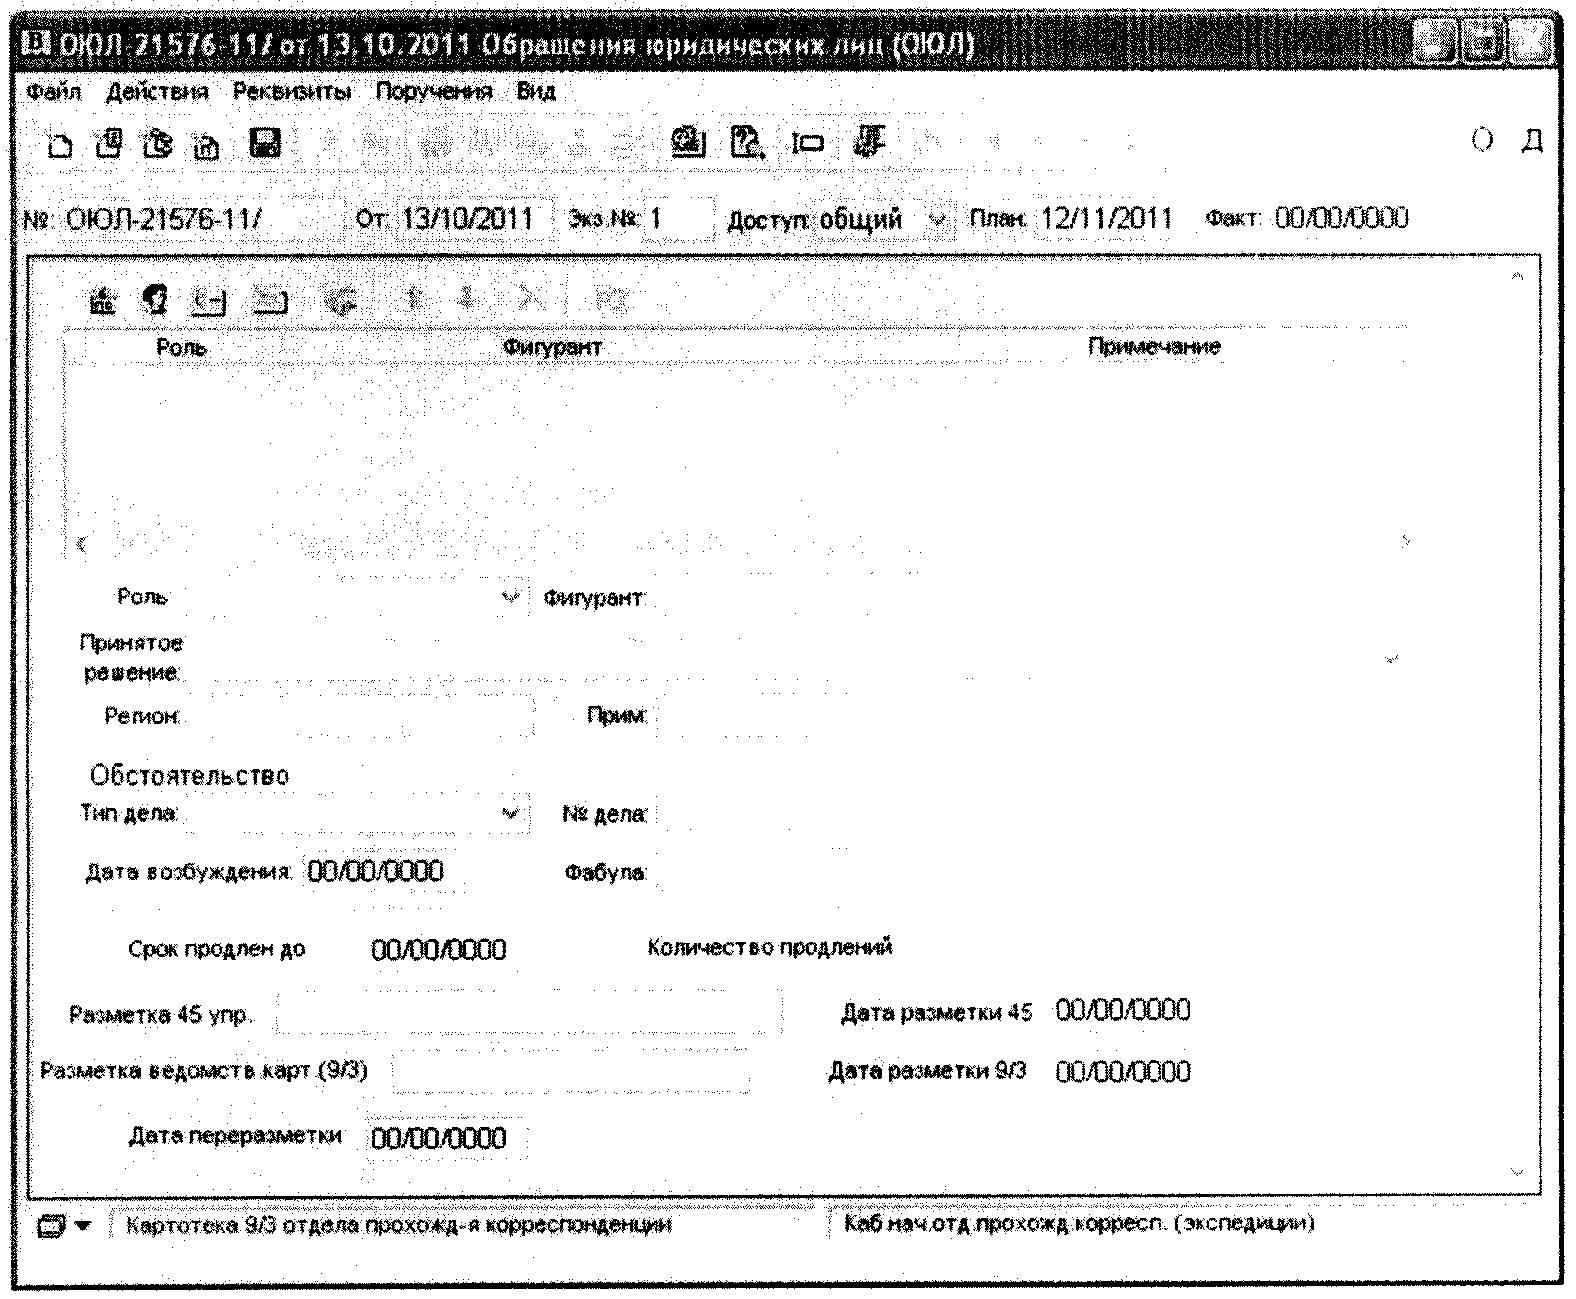 ОЮЛ-21576-11/ от 13.10.2011 Обращения юридических лиц (ОЮЛ)
Файл Действия Реквизиты Поручения Вид
О Д
№: ОЮЛ-21576-11/ От: 13/10/2011 Экз.№: 1 Доступ: общий План: 12/11/2011 Факт: 00/00/0000
Роль Фигурант Примечание
Роль Фигурант:
Принятое
решение:
Регион: Прим:
Обстоятельство
Тип дела: № дела:
Дата возбуждения: 00/00/0000 Фабула:
Срок продлен до 00/00/0000 Количество продлений
Разметка 45 упр. Дата разметки 45 00/00/0000
Разметка ведомств.карт.(9/3) Дата разметки 9/3 00/00/0000
Дата переразметки 00/00/0000
Картотека 9/3 отдела прохожд-я корреспонденции Каб.нач.отд.прохожд.корресп. (экспедиции)